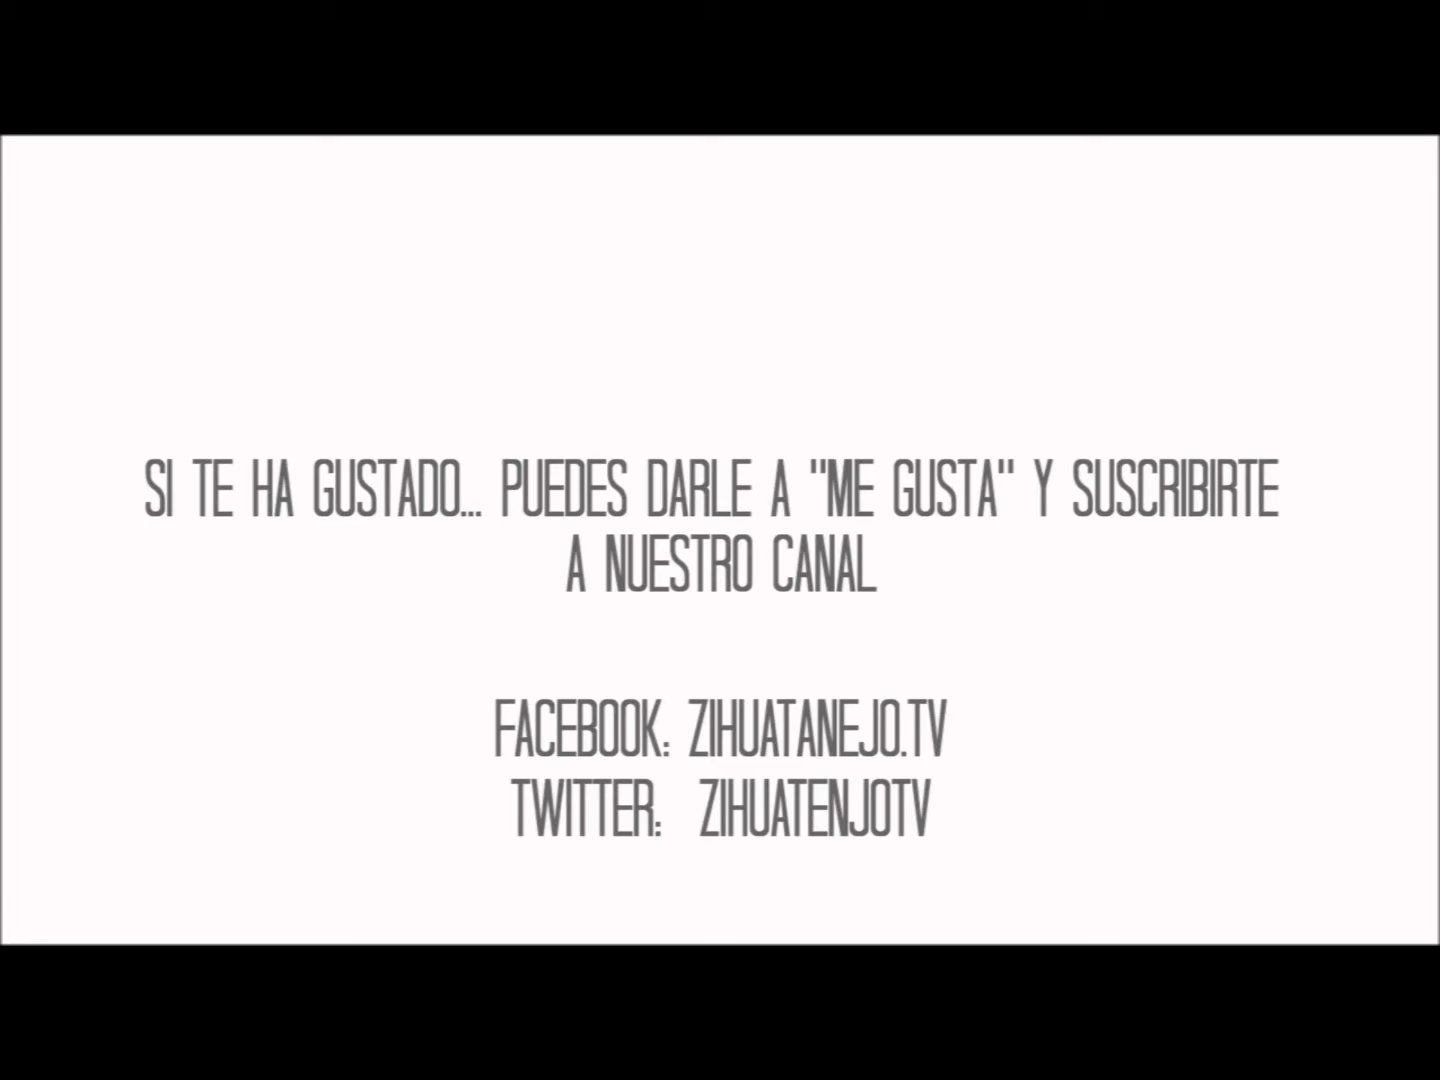 SI TE HA GUSTADO... PUEDES DARLE A "ME GUSTA" Y SUSCRIBIRTE
A NUESTRO CANAL
FACEBOOK: ZIHUATANEJO.TV
TWITTER: ZIHUATENJOTV